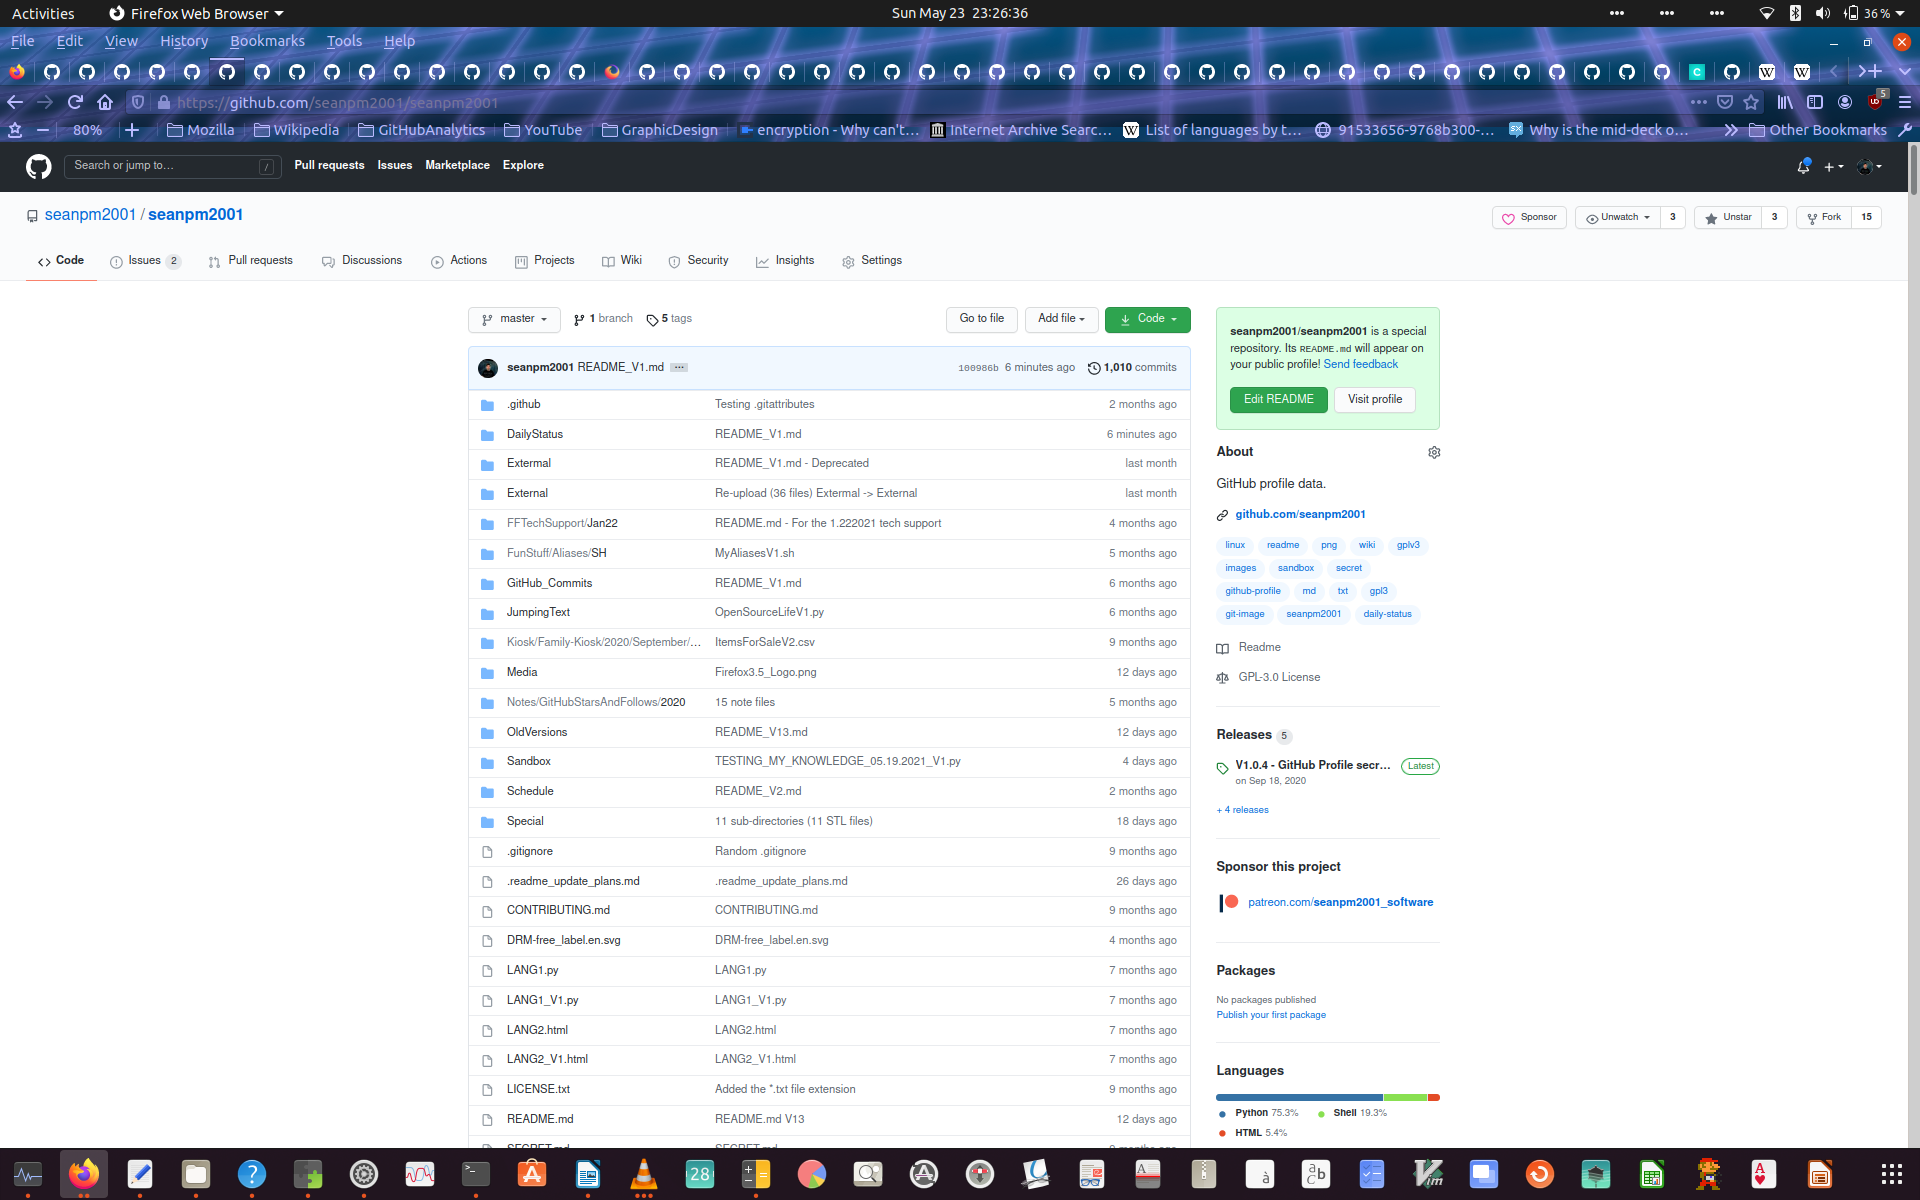 Activities Firefox Web Browser Sun May 23 23:26:36 36 %
File Edit View History Bookmarks Tools Help
https://github.com/seanpm2001/seanpm2001 5
80% Mozilla Wikipedia GitHubAnalytics YouTube GraphicDesign encryption - Why can't… Internet Archive Searc… List of languages by t… 91533656-9768b300-… Why is the mid-deck o… Other Bookmarks
Search or jump to… / Pull requests Issues Marketplace Explore
seanpm2001 / seanpm2001 Sponsor Unwatch 3 Unstar 3 Fork 15
Code Issues 2 Pull requests Discussions Actions Projects Wiki Security Insights Settings
master 1 branch 5 tags Go to file Add file Code
seanpm2001 README_V1.md ... 100986b 6 minutes ago 1,010 commits
.github Testing .gitattributes 2 months ago
DailyStatus README_V1.md 6 minutes ago
Extermal README_V1.md - Deprecated last month
External Re-upload (36 files) Extermal -> External last month
FFTechSupport/Jan22 README.md - For the 1.222021 tech support 4 months ago
FunStuff/Aliases/SH MyAliasesV1.sh 5 months ago
GitHub_Commits README_V1.md 6 months ago
JumpingText OpenSourceLifeV1.py 6 months ago
Kiosk/Family-Kiosk/2020/September/… ItemsForSaleV2.csv 9 months ago
Media Firefox3.5_Logo.png 12 days ago
Notes/GitHubStarsAndFollows/2020 15 note files 5 months ago
OldVersions README_V13.md 12 days ago
Sandbox TESTING_MY_KNOWLEDGE_05.19.2021_V1.py 4 days ago
Schedule README_V2.md 2 months ago
Special 11 sub-directories (11 STL files) 18 days ago
.gitignore Random .gitignore 9 months ago
.readme_update_plans.md .readme_update_plans.md 26 days ago
CONTRIBUTING.md CONTRIBUTING.md 9 months ago
DRM-free_label.en.svg DRM-free_label.en.svg 4 months ago
LANG1.py LANG1.py 7 months ago
LANG1_V1.py LANG1_V1.py 7 months ago
LANG2.html LANG2.html 7 months ago
LANG2_V1.html LANG2_V1.html 7 months ago
LICENSE.txt Added the *.txt file extension 9 months ago
README.md README.md V13 12 days ago
SECRET.md SECRET.md 9 months ago
seanpm2001/seanpm2001 is a special
repository. Its README.md will appear on
your public profile! Send feedback
Edit README Visit profile
About
GitHub profile data.
github.com/seanpm2001
linux readme png wiki gplv3
images sandbox secret
github-profile md txt gpl3
git-image seanpm2001 daily-status
Readme
GPL-3.0 License
Releases 5
V1.0.4 - GitHub Profile secr... Latest
on Sep 18, 2020
+ 4 releases
Sponsor this project
patreon.com/seanpm2001_software
Packages
No packages published
Publish your first package
Languages
Python 75.3% Shell 19.3%
HTML 5.4%
28